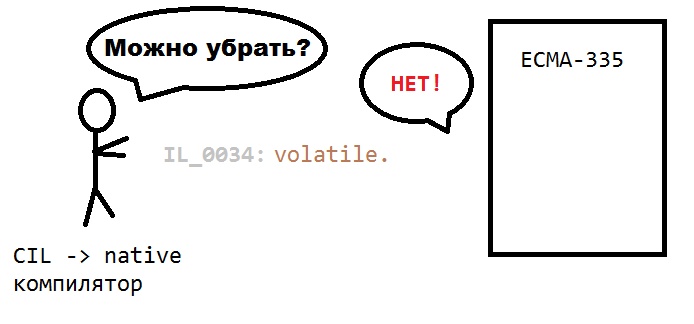 Можно убрать?
НЕТ!
ECMA-335
IL_0034: volatile.
CIL -> native
компилятор